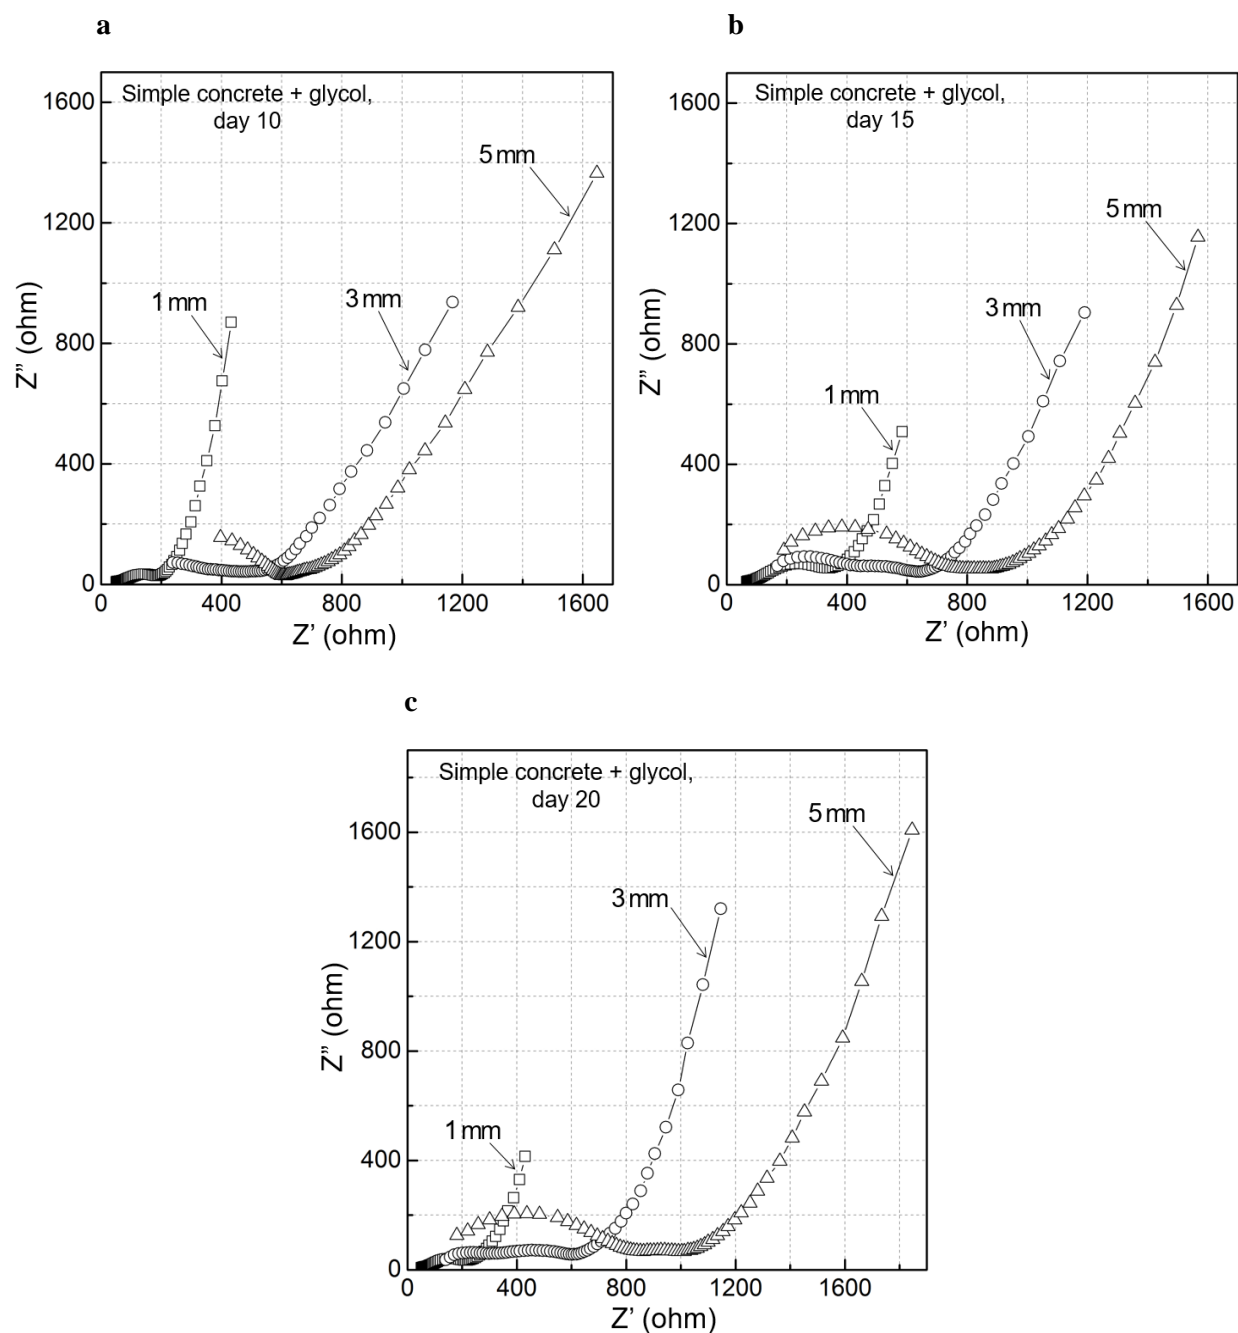 a
Simple concrete + glycol,
day 10
5 mm
1 mm
3 mm
1600
1200
800
400
0
Z" (ohm)
0 400 800 1200 1600
Z' (ohm)
b
Simple concrete + glycol,
day 15
5 mm
3 mm
1 mm
1600
1200
800
400
0
Z" (ohm)
0 400 800 1200 1600
Z' (ohm)
c
Simple concrete + glycol,
day 20
5 mm
3 mm
1 mm
1600
1200
800
400
0
Z" (ohm)
0 400 800 1200 1600
Z' (ohm)